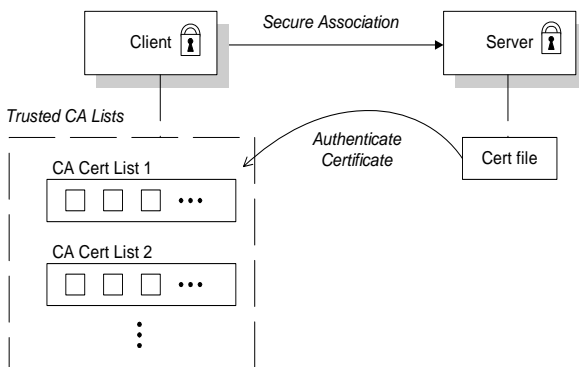 Secure Association
Client
Server
Trusted CA Lists
Authenticate
Certificate
Cert file
CA Cert List 1
CA Cert List 2